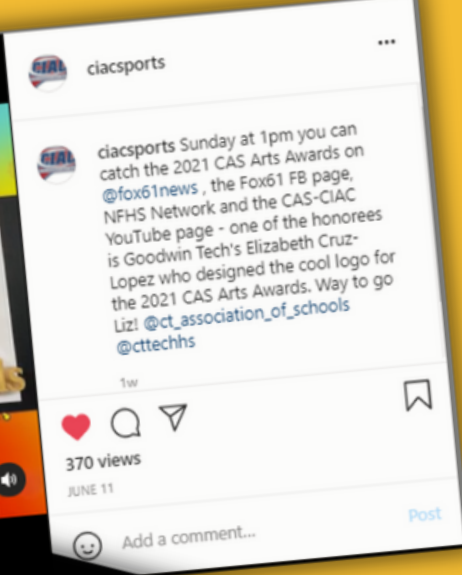 ciacsports
ciacsports Sunday at 1pm you can
catch the 2021 CAS Arts Awards on
@fox61news , the Fox61 FB page,
NFHS Network and the CAS-CIAC
YouTube page - one of the honorees
is Goodwin Tech's Elizabeth Cruz-
Lopez who designed the cool logo for
the 2021 CAS Arts Awards. Way to go
Liz! @ct_association_of_schools
@cttechhs
1w
370 views
JUNE 11
Add a comment...
Post